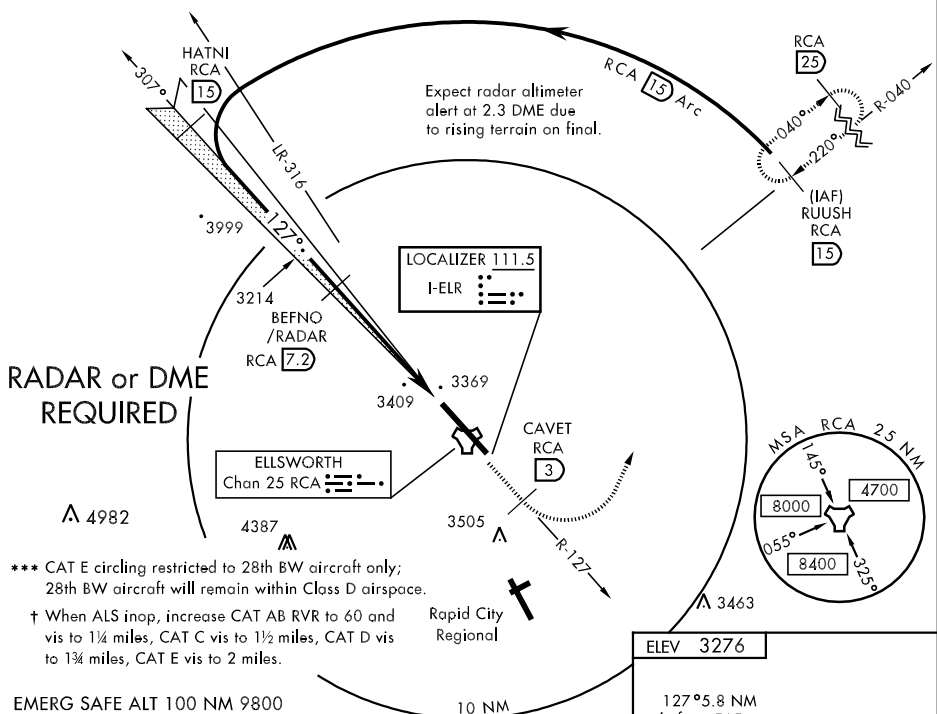 HATNI
RCA
15
307°
LR-316
127°
Expect radar altimeter
alert at 2.3 DME due
to rising terrain on final.
RCA 15 Arc
RCA
25
R-040
040°
220°
(IAF)
RUUSH
RCA
15
3999
3214
BEFNO
/RADAR
RCA 7.2
LOCALIZER 111.5
I-ELR
RADAR or DME
REQUIRED
3409
3369
ELLSWORTH
Chan 25 RCA
CAVET
RCA
3
R-127
MSA RCA 25 NM
145°
4700
8000
055°
8400
325°
4982
4387
3505
3463
*** CAT E circling restricted to 28th BW aircraft only;
28th BW aircraft will remain within Class D airspace.
† When ALS inop, increase CAT AB RVR to 60 and
vis to 1¼ miles, CAT C vis to 1½ miles, CAT D vis
to 1¾ miles, CAT E vis to 2 miles.
Rapid City
Regional
EMERG SAFE ALT 100 NM 9800
10 NM
ELEV 3276
127° 5.8 NM